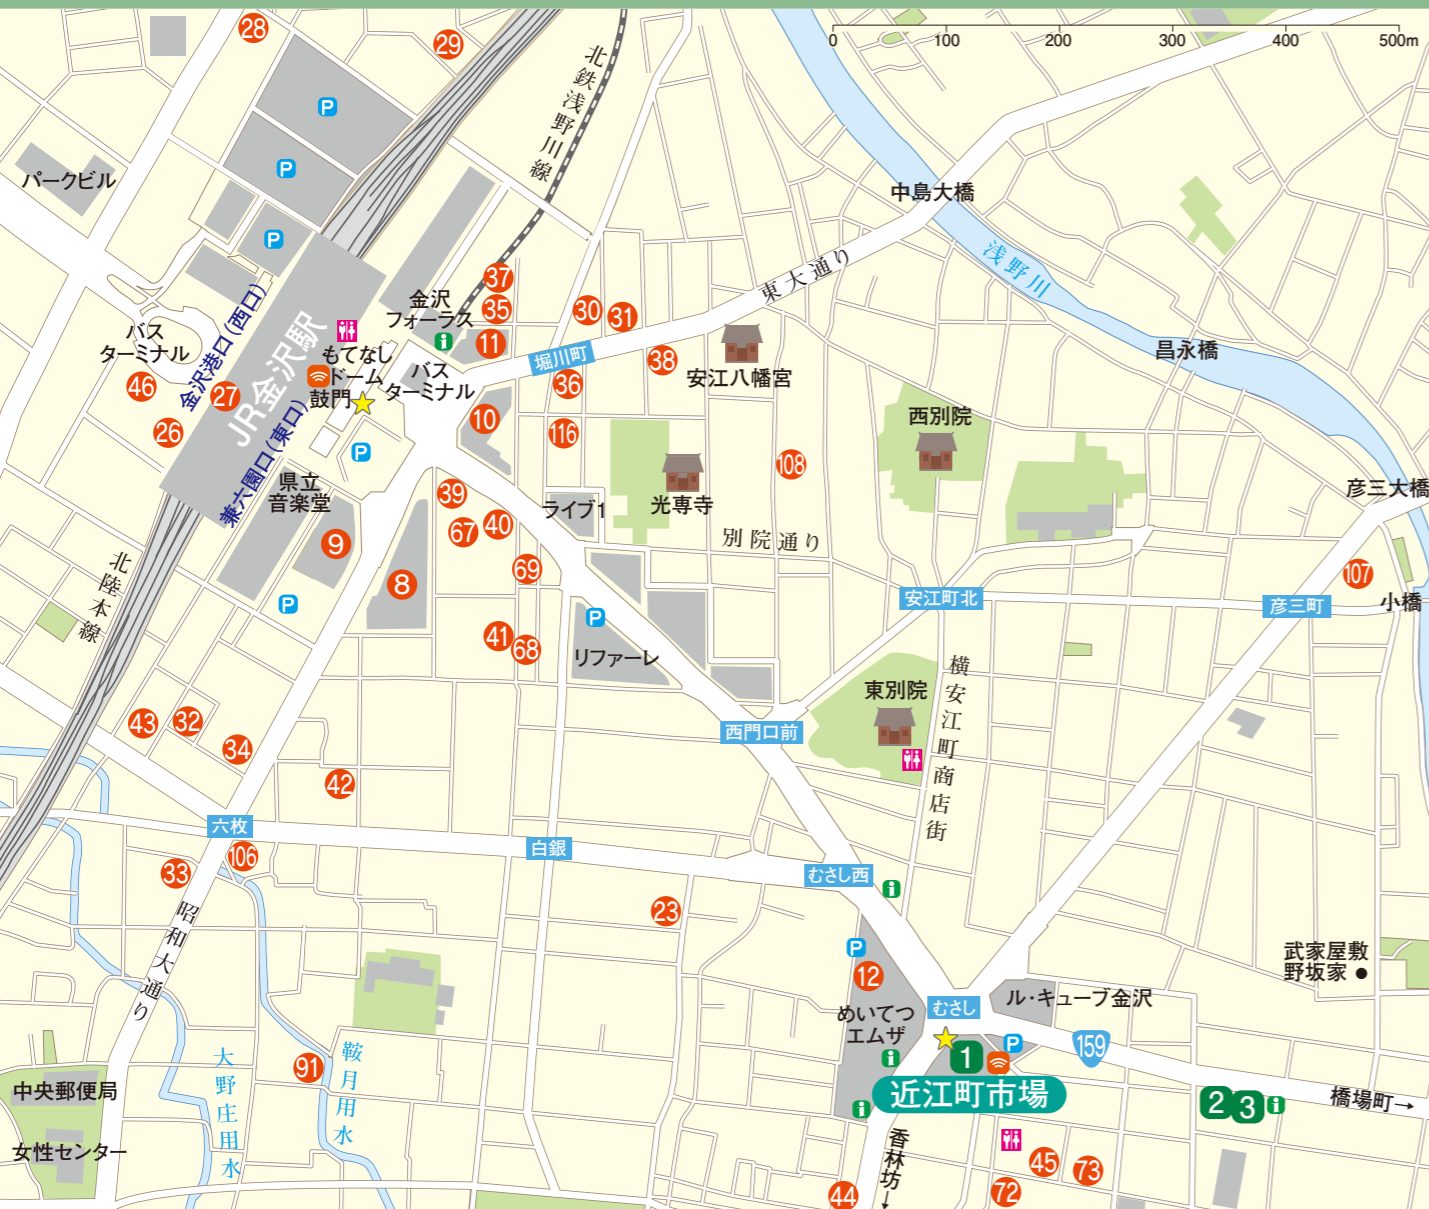 28
29
0
100
200
300
400
500m
P
北鉄浅野川線
P
パークビル
中島大橋
P
浅野川
37
金沢
フォーラス
35
30
31
東大通り
バス
ターミナル
金沢港口(西口)
JR金沢駅
もてなし
ドーム
鼓門
i
11
堀川町
38
安江八幡宮
昌永橋
バス
ターミナル
46
27
36
26
10
116
西別院
兼六園口(東口)
P
県立
音楽堂
108
彦三大橋
39
67
40
ライブ1
光専寺
別院通り
9
69
北陸本線
8
107
P
P
安江町北
彦三町
小橋
41
68
リファーレ
東別院
横安江町商店街
43
32
34
西門口前
42
六枚
106
白銀
33
むさし西
i
23
昭和大通り
P
12
武家屋敷
野坂家
めいてつ
エムザ
むさし
ル・キューブ金沢
P
159
1
i
91
鞍月用水
大野庄用水
中央郵便局
近江町市場
i
2
3
i
橋場町→
女性センター
香林坊→
45
73
44
72